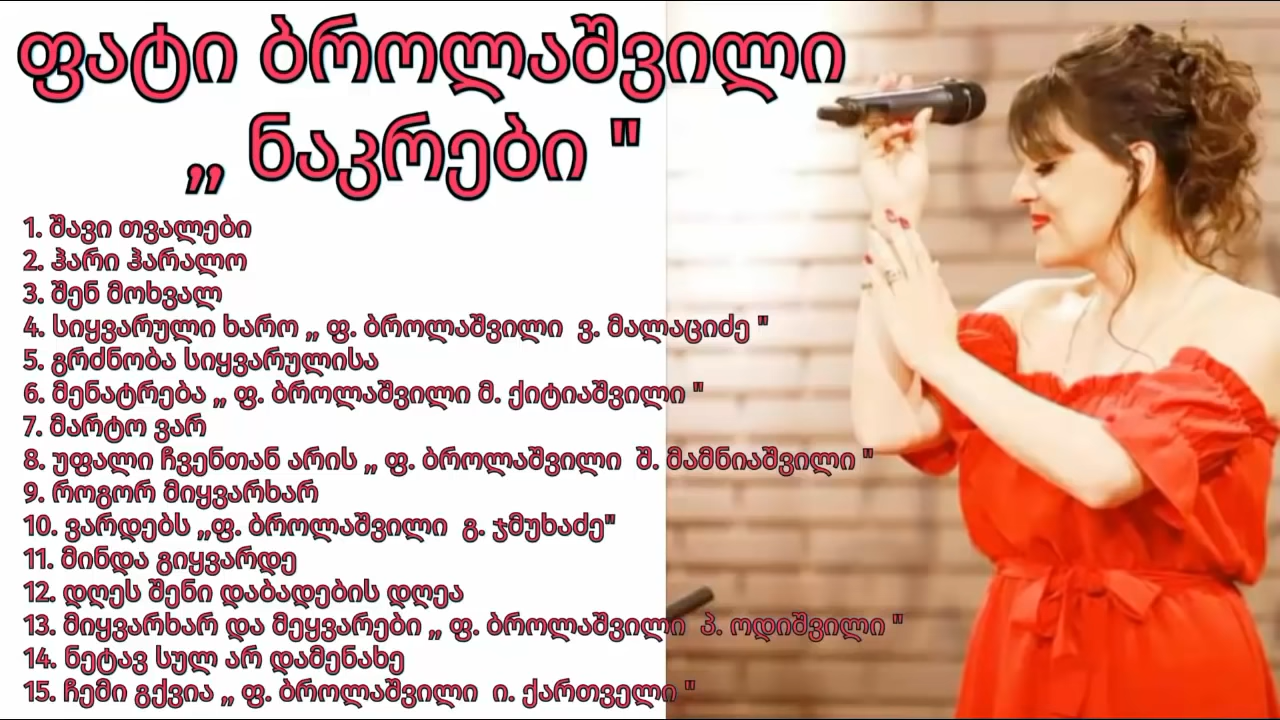 ფატი ბროლაშვილი
,, ნაკრები "
1. შავი თვალები
2. ჰარი ჰარალო
3. შენ მოხვალ
4. სიყვარული ხარო ,, ფ. ბროლაშვილი ვ. მალაციძე "
5. გრძნობა სიყვარულისა
6. მენატრება ,, ფ. ბროლაშვილი მ. ქიტიაშვილი "
7. მარტო ვარ
8. უფალი ჩვენთან არის ,, ფ. ბროლაშვილი შ. მამნიაშვილი "
9. როგორ მიყვარხარ
10. ვარდებს ,,ფ. ბროლაშვილი გ. ჯმუხაძე"
11. მინდა გიყვარდე
12. დღეს შენი დაბადების დღეა
13. მიყვარხარ და მეყვარები ,, ფ. ბროლაშვილი პ. ოდიშვილი "
14. ნეტავ სულ არ დამენახე
15. ჩემი გქვია ,, ფ. ბროლაშვილი ი. ქართველი "